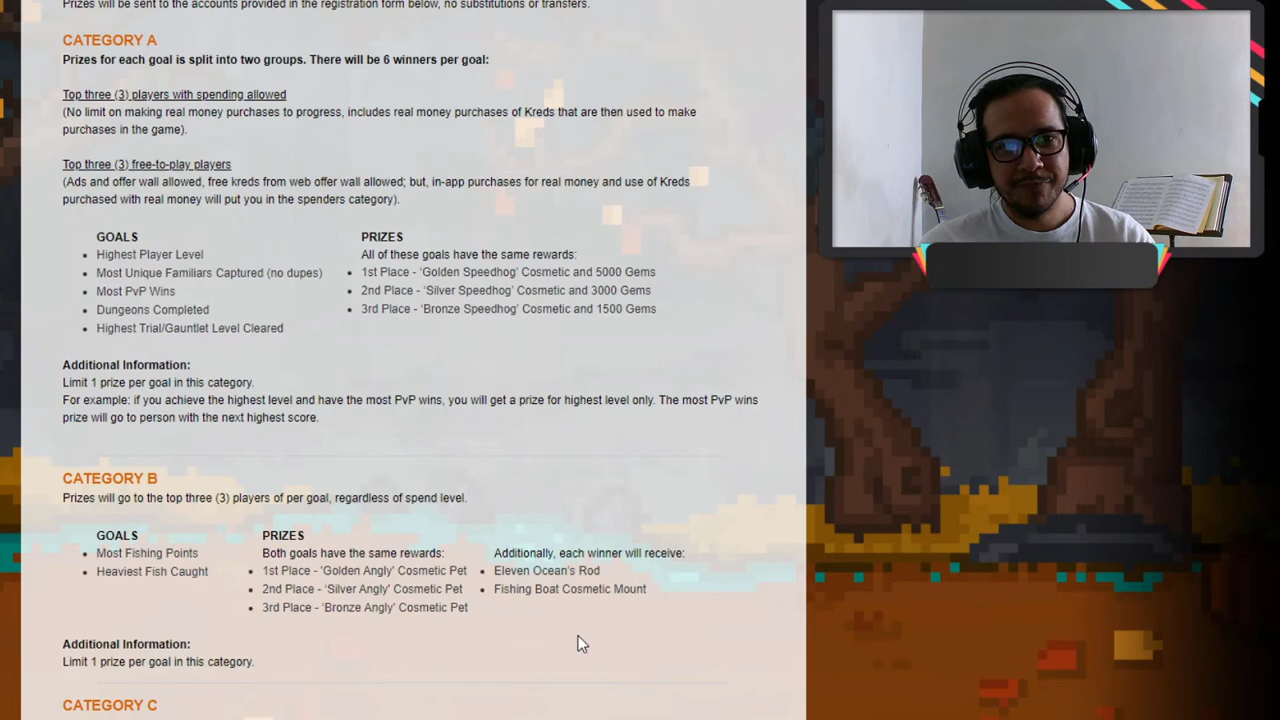 Prizes will be sent to the accounts provided in the registration form below, no substitutions or transfers.
CATEGORY A
Prizes for each goal is split into two groups. There will be 6 winners per goal:
Top three (3) players with spending allowed
(No limit on making real money purchases to progress, includes real money purchases of Kreds that are then used to make
purchases in the game).
Top three (3) free-to-play players
(Ads and offer wall allowed, free kreds from web offer wall allowed; but, in-app purchases for real money and use of Kreds
purchased with real money will put you in the spenders category).
GOALS
• Highest Player Level
• Most Unique Familiars Captured (no dupes)
• Most PvP Wins
• Dungeons Completed
• Highest Trial/Gauntlet Level Cleared
PRIZES
All of these goals have the same rewards:
• 1st Place - ‘Golden Speedhog’ Cosmetic and 5000 Gems
• 2nd Place - ‘Silver Speedhog’ Cosmetic and 3000 Gems
• 3rd Place - ‘Bronze Speedhog’ Cosmetic and 1500 Gems
Additional Information:
Limit 1 prize per goal in this category.
For example: if you achieve the highest level and have the most PvP wins, you will get a prize for highest level only. The most PvP wins
prize will go to person with the next highest score.
CATEGORY B
Prizes will go to the top three (3) players of per goal, regardless of spend level.
GOALS
• Most Fishing Points
• Heaviest Fish Caught
PRIZES
Both goals have the same rewards:
• 1st Place - ‘Golden Angly’ Cosmetic Pet
• 2nd Place - ‘Silver Angly’ Cosmetic Pet
• 3rd Place - ‘Bronze Angly’ Cosmetic Pet
Additionally, each winner will receive:
• Eleven Ocean’s Rod
• Fishing Boat Cosmetic Mount
Additional Information:
Limit 1 prize per goal in this category.
CATEGORY C